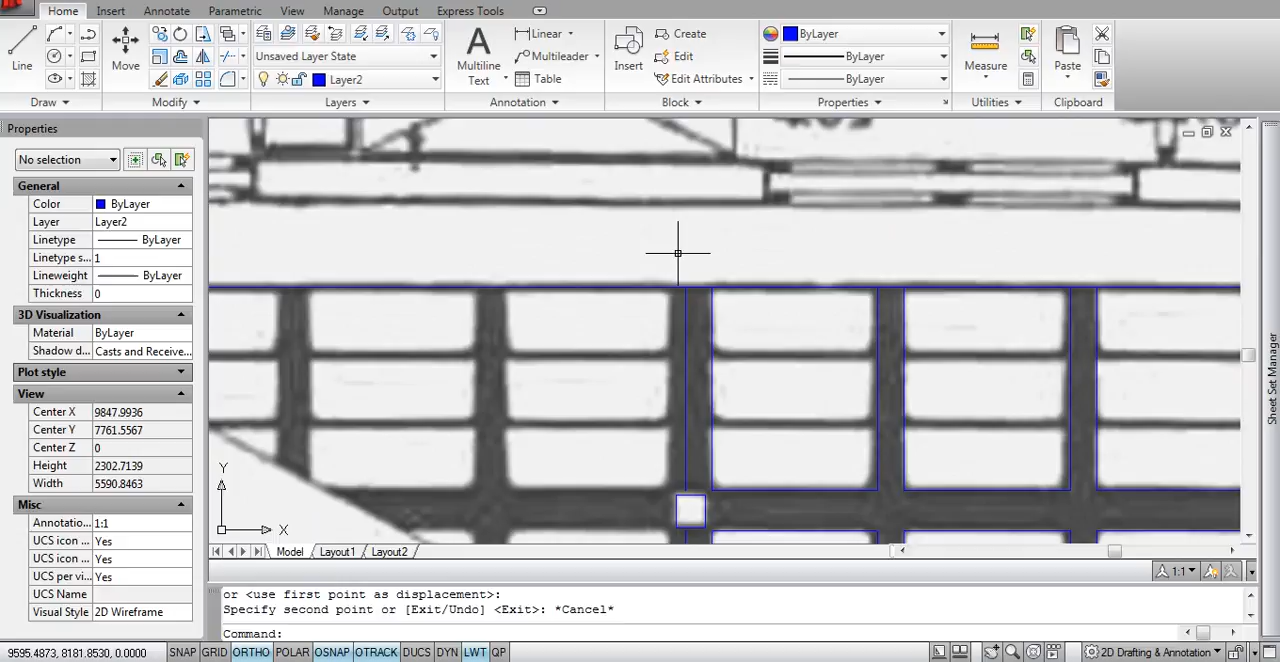 Home Insert Annotate Parametric View Manage Output Express Tools
Line Move Unsaved Layer State Layer2 Multiline Text Linear Multileader Table Insert Create Edit Edit Attributes ByLayer ByLayer ByLayer Measure Paste
Draw Modify Layers Annotation Block Properties Utilities Clipboard
Properties
No selection
General
Color ByLayer
Layer Layer2
Linetype ByLayer
Linetype s... 1
Lineweight ByLayer
Thickness 0
3D Visualization
Material ByLayer
Shadow d... Casts and Receive...
Plot style
View
Center X 9847.9936
Center Y 7761.5567
Center Z 0
Height 2302.7139
Width 5590.8463
Misc
Annotatio... 1:1
UCS icon ... Yes
UCS icon ... Yes
UCS per vi... Yes
UCS Name
Visual Style 2D Wireframe
Y
X
Sheet Set Manager
Model Layout1 Layout2
1:1
or <use first point as displacement>:
Specify second point or [Exit/Undo] <Exit>: *Cancel*
Command:
9595.4873, 8181.8530, 0.0000 SNAP GRID ORTHO POLAR OSNAP OTRACK DUCS DYN LWT QP 2D Drafting & Annotation